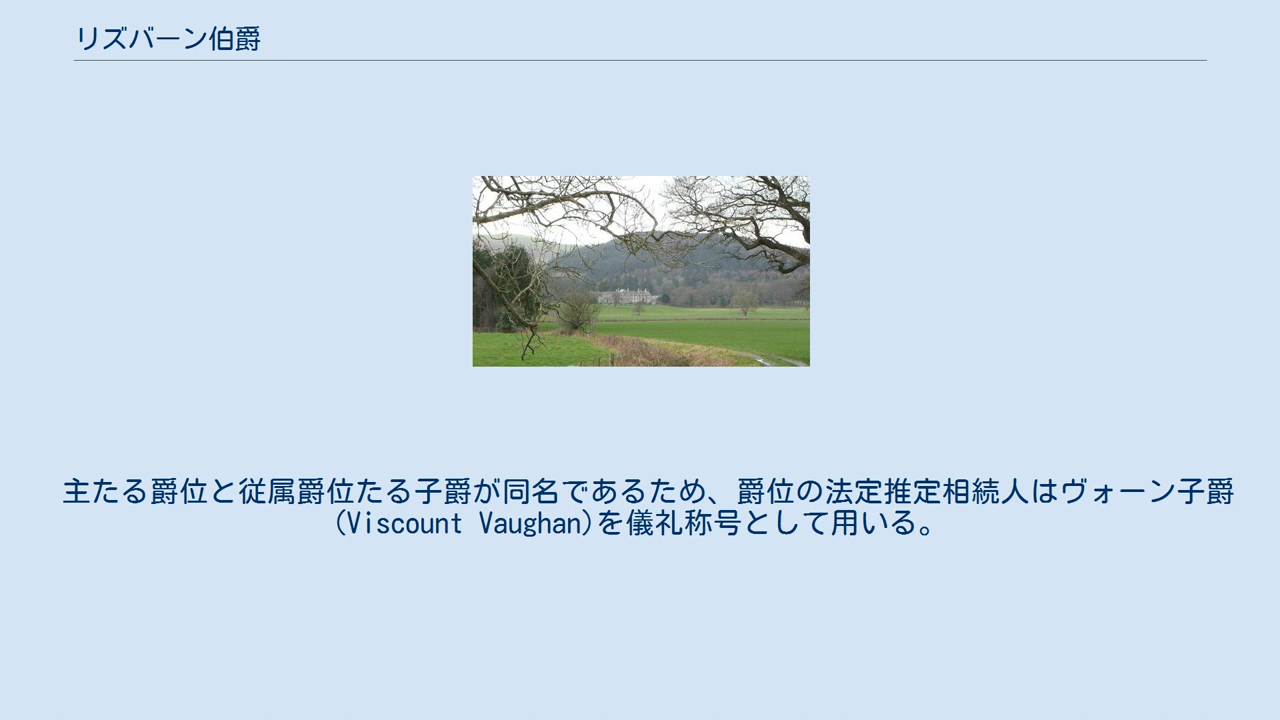 リズバーン伯爵
主たる爵位と従属爵位たる子爵が同名であるため、爵位の法定推定相続人はヴォーン子爵
(Viscount Vaughan)を儀礼称号として用いる。